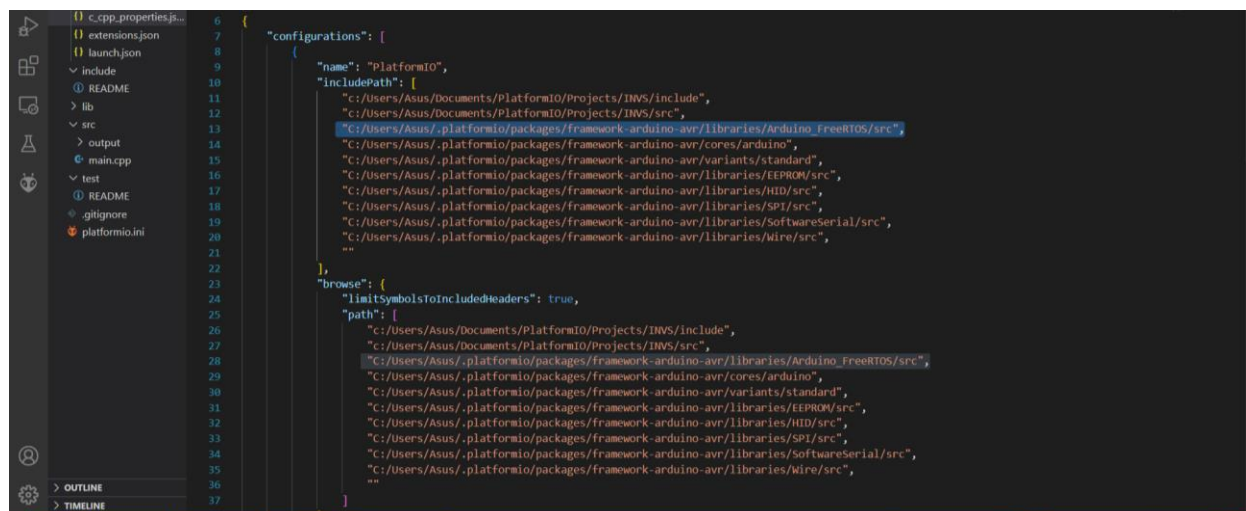 c_cpp_properties.js...
extensions.json
launch.json
include
README
lib
src
output
main.cpp
test
README
.gitignore
platformio.ini
OUTLINE
TIMELINE
6 {
7 "configurations": [
8 {
9 "name": "PlatformIO",
10 "includePath": [
11 "c:/Users/Asus/Documents/PlatformIO/Projects/INVS/include",
12 "c:/Users/Asus/Documents/PlatformIO/Projects/INVS/src",
13 "C:/Users/Asus/.platformio/packages/framework-arduino-avr/libraries/Arduino_FreeRTOS/src",
14 "C:/Users/Asus/.platformio/packages/framework-arduino-avr/cores/arduino",
15 "C:/Users/Asus/.platformio/packages/framework-arduino-avr/variants/standard",
16 "C:/Users/Asus/.platformio/packages/framework-arduino-avr/libraries/EEPROM/src",
17 "C:/Users/Asus/.platformio/packages/framework-arduino-avr/libraries/HID/src",
18 "C:/Users/Asus/.platformio/packages/framework-arduino-avr/libraries/SPI/src",
19 "C:/Users/Asus/.platformio/packages/framework-arduino-avr/libraries/SoftwareSerial/src",
20 "C:/Users/Asus/.platformio/packages/framework-arduino-avr/libraries/Wire/src",
21 ""
22 ],
23 "browse": {
24 "limitSymbolsToIncludedHeaders": true,
25 "path": [
26 "c:/Users/Asus/Documents/PlatformIO/Projects/INVS/include",
27 "c:/Users/Asus/Documents/PlatformIO/Projects/INVS/src",
28 "C:/Users/Asus/.platformio/packages/framework-arduino-avr/libraries/Arduino_FreeRTOS/src",
29 "C:/Users/Asus/.platformio/packages/framework-arduino-avr/cores/arduino",
30 "C:/Users/Asus/.platformio/packages/framework-arduino-avr/variants/standard",
31 "C:/Users/Asus/.platformio/packages/framework-arduino-avr/libraries/EEPROM/src",
32 "C:/Users/Asus/.platformio/packages/framework-arduino-avr/libraries/HID/src",
33 "C:/Users/Asus/.platformio/packages/framework-arduino-avr/libraries/SPI/src",
34 "C:/Users/Asus/.platformio/packages/framework-arduino-avr/libraries/SoftwareSerial/src",
35 "C:/Users/Asus/.platformio/packages/framework-arduino-avr/libraries/Wire/src",
36 ""
37 ]